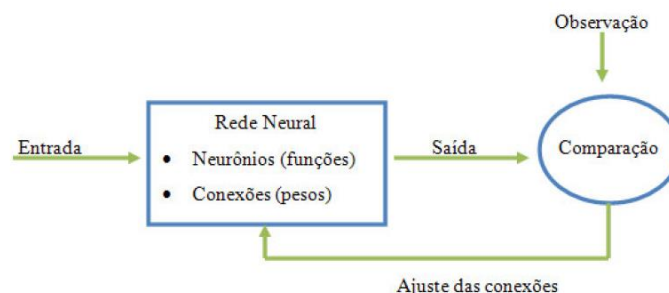 Observação
Rede Neural
Entrada
• Neurônios (funções)
Saída
Comparação
• Conexões (pesos)
Ajuste das conexões